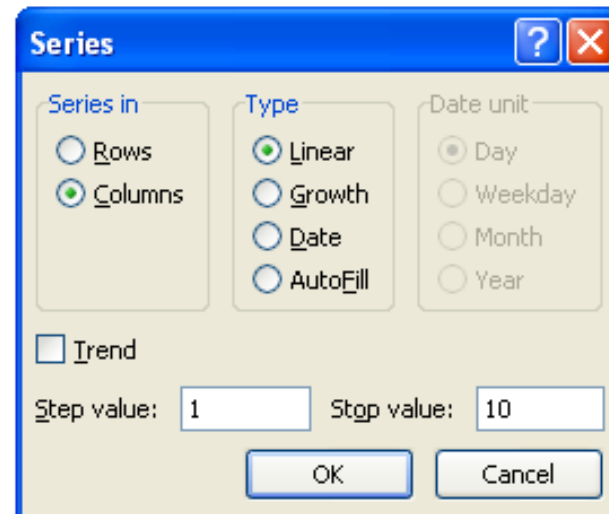 Series
?
Series in
Rows
Columns
Type
Linear
Growth
Date
AutoFill
Date unit
Day
Weekday
Month
Year
Trend
Step value: 1
Stop value: 10
OK
Cancel